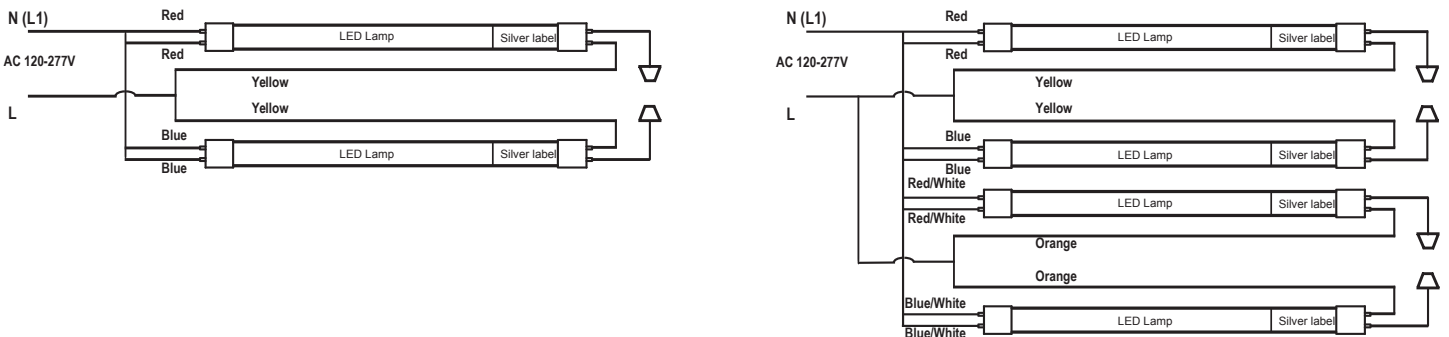 N (L1)
Red
LED Lamp
Silver label
Red
AC 120-277V
Yellow
Yellow
L
Blue
LED Lamp
Silver label
Blue
N (L1)
Red
LED Lamp
Silver label
Red
AC 120-277V
Yellow
Yellow
L
Blue
LED Lamp
Silver label
Blue
Red/White
LED Lamp
Silver label
Red/White
Orange
Orange
Blue/White
LED Lamp
Silver label
Blue/White